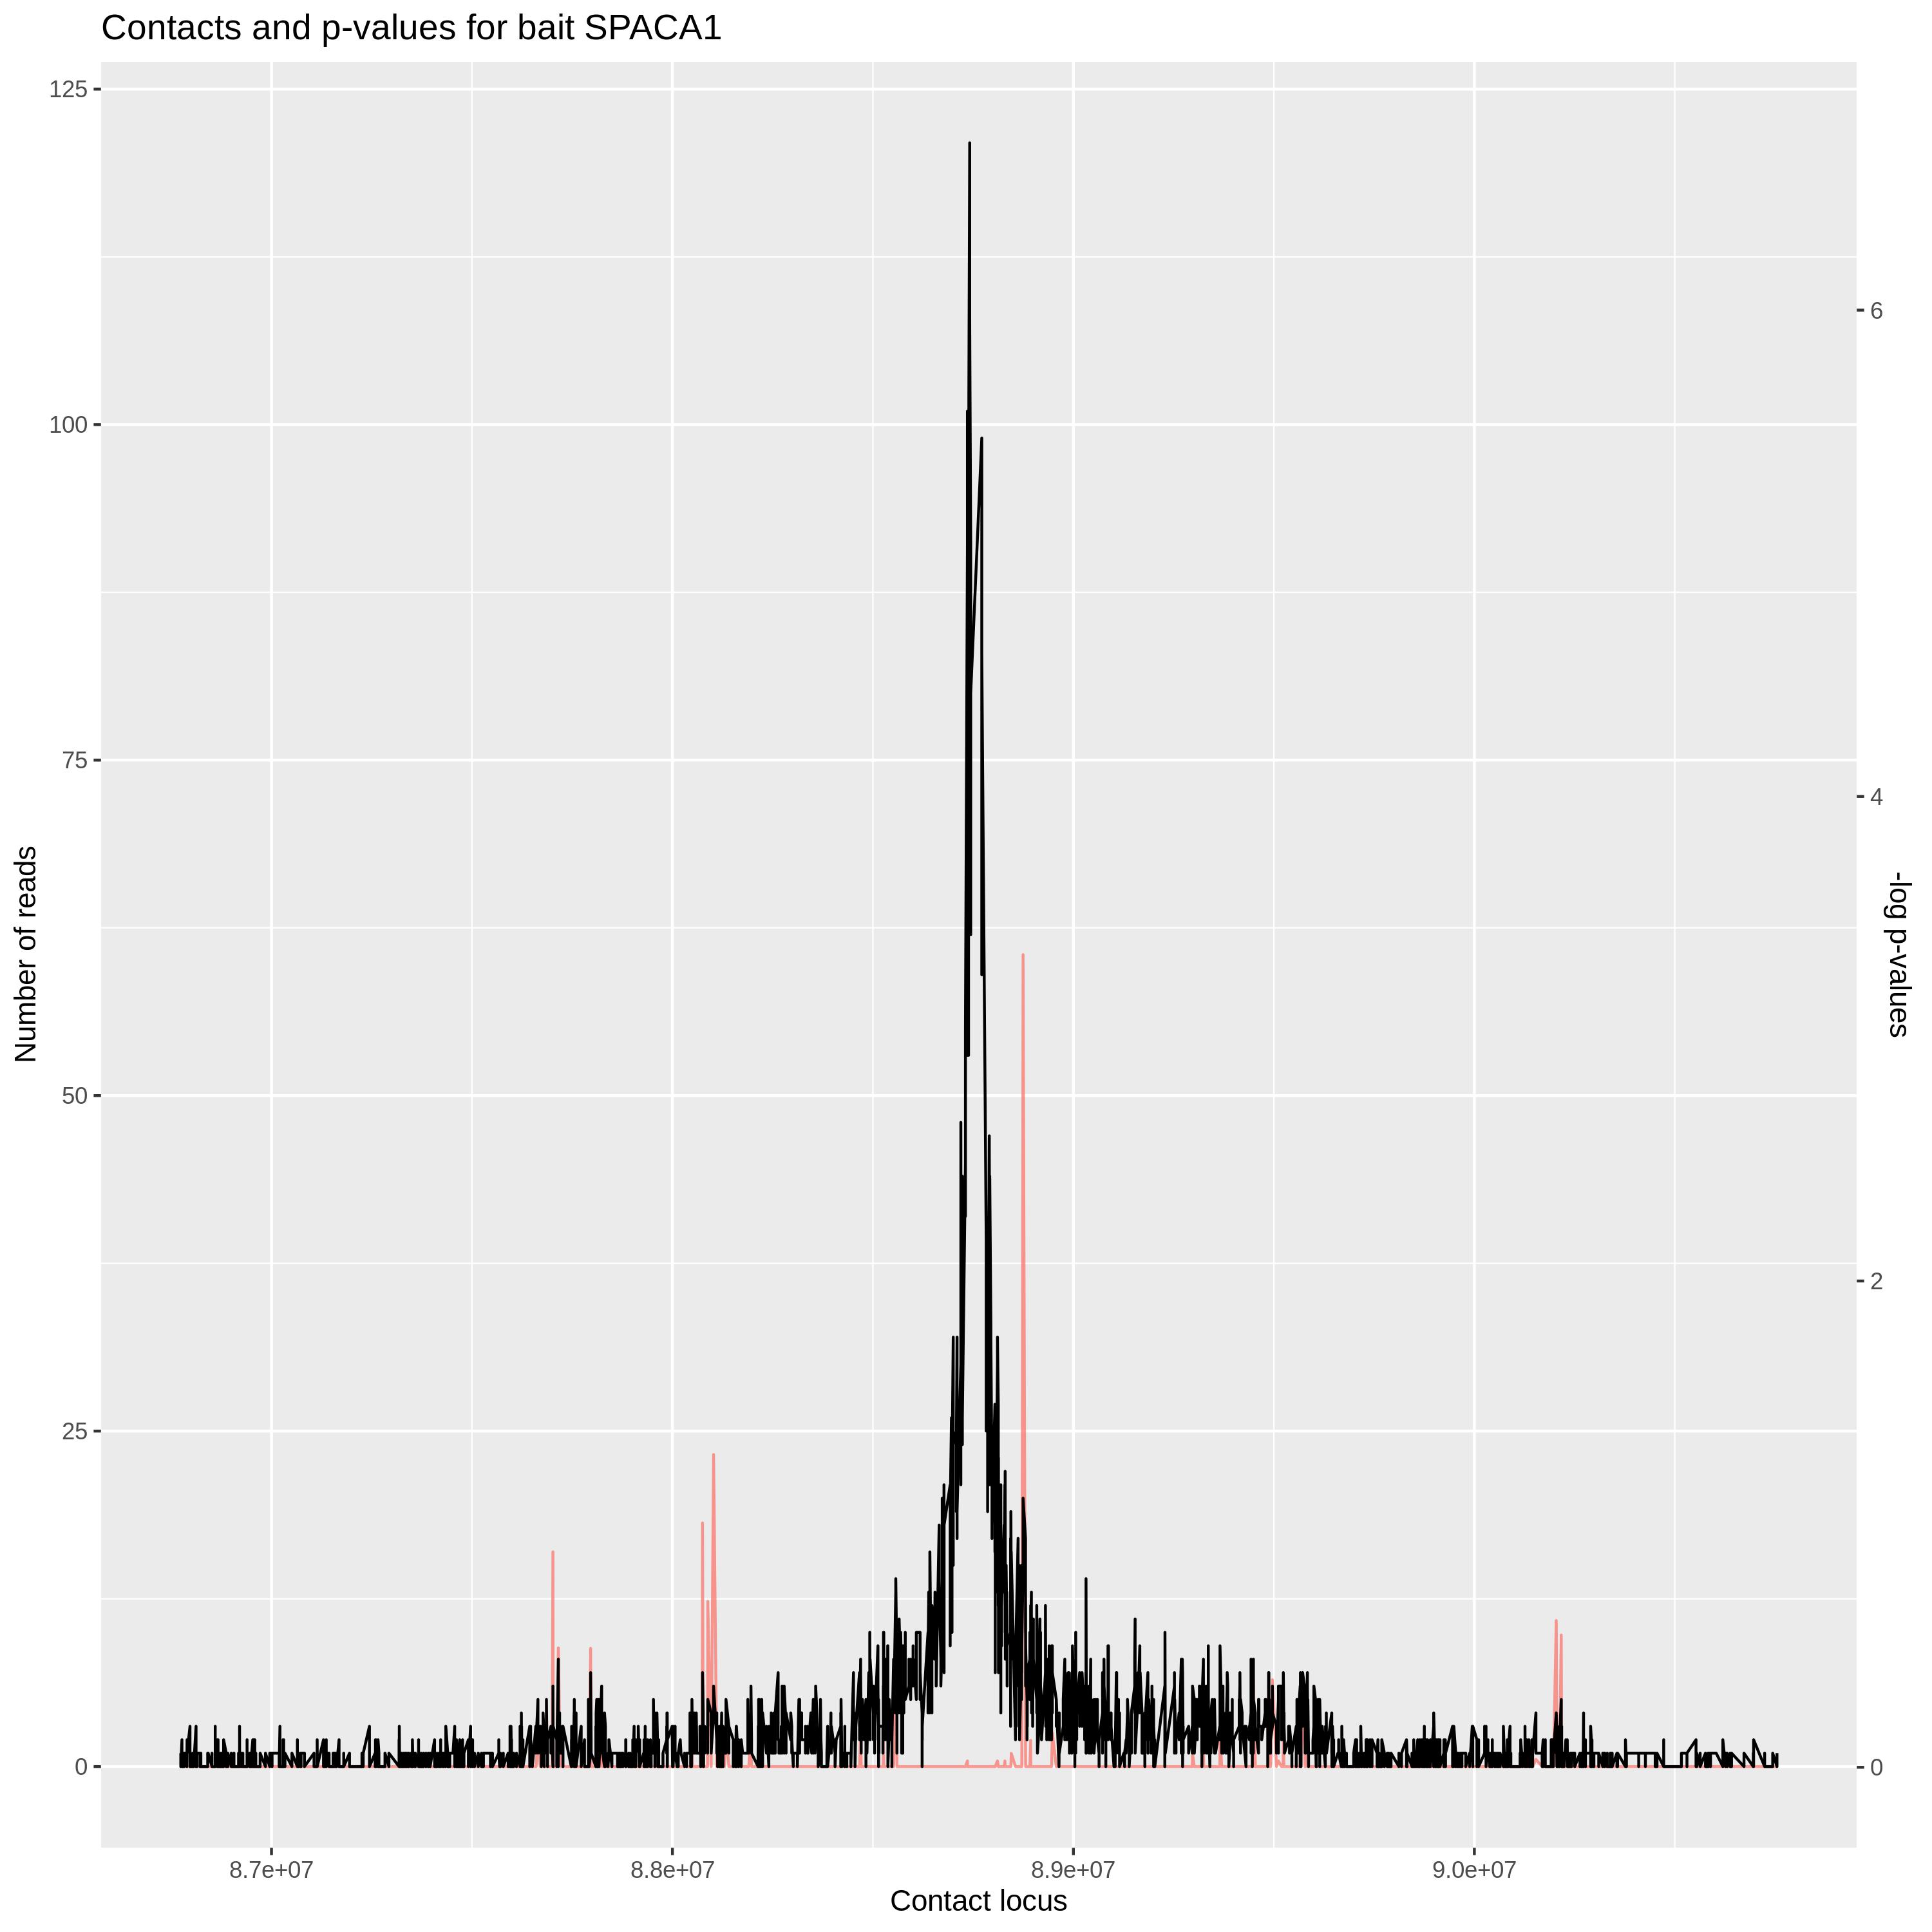 Contacts and p-values for bait SPACA1
125
100
75
50
25
0
Number of reads
6
4
2
0
-log p-values
8.7e+07
8.8e+07
8.9e+07
9.0e+07
Contact locus